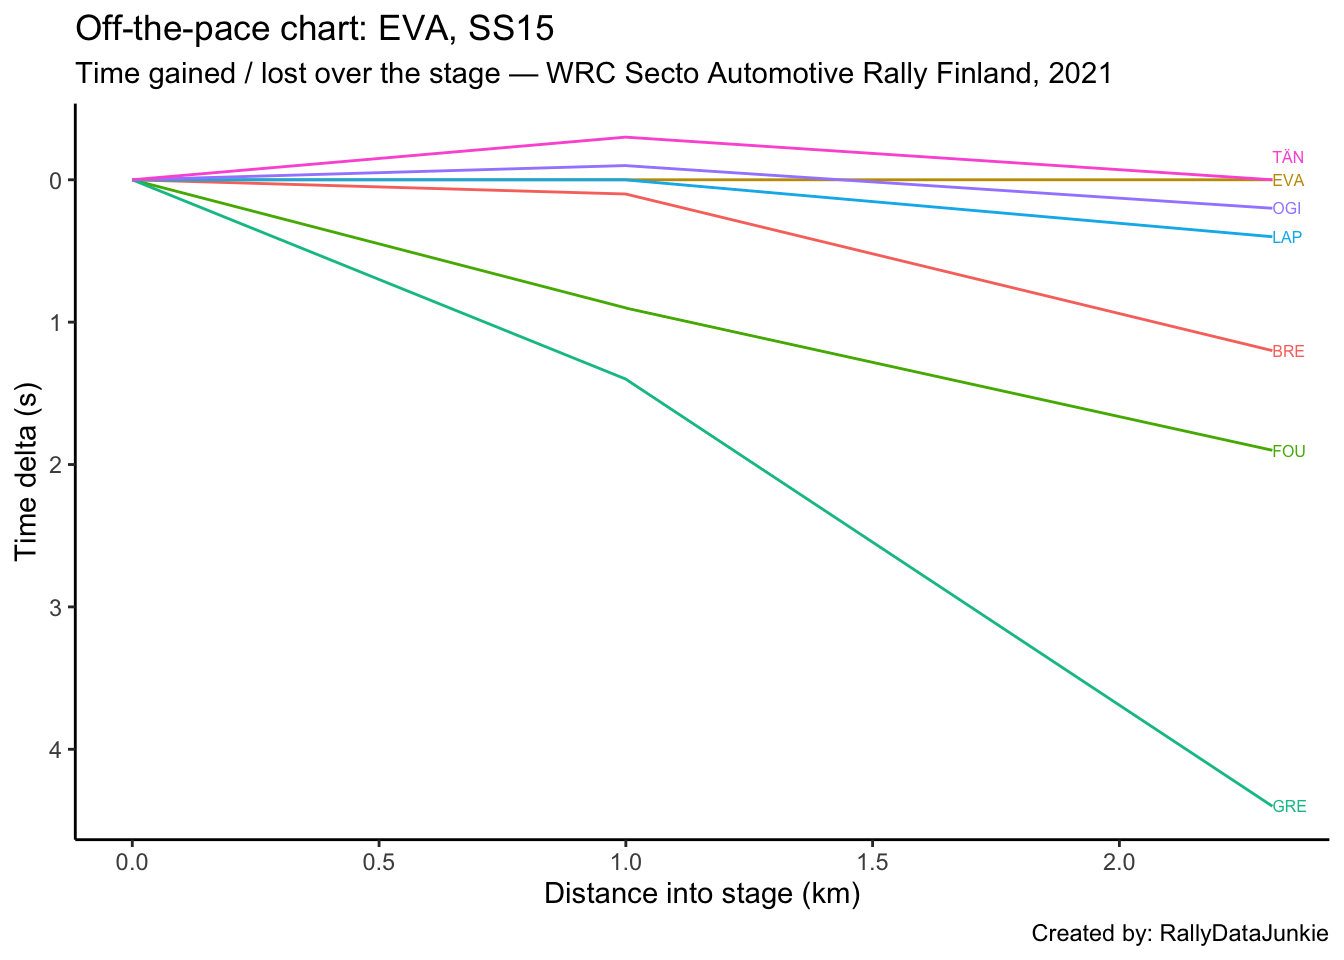 Off-the-pace chart: EVA, SS15
Time gained / lost over the stage — WRC Secto Automotive Rally Finland, 2021
Time delta (s)
0
1
2
3
4
TÄN
EVA
OGI
LAP
BRE
FOU
GRE
0.0 0.5 1.0 1.5 2.0
Distance into stage (km)
Created by: RallyDataJunkie